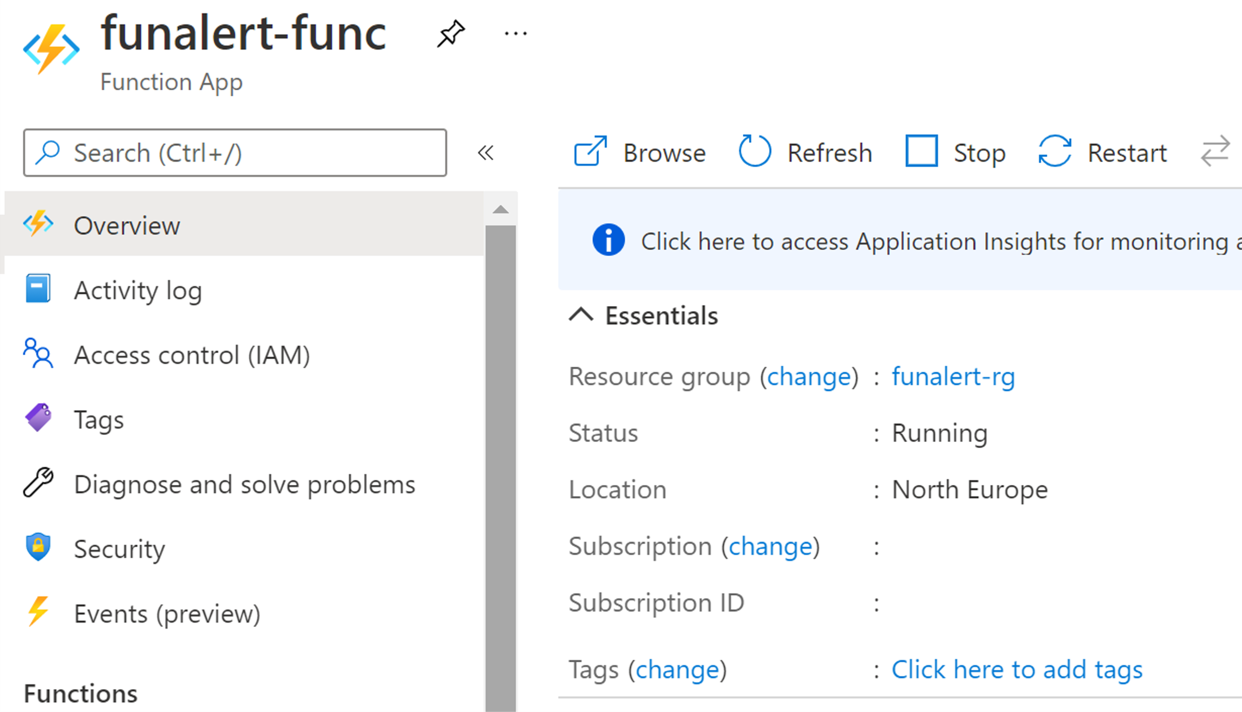 funalert-func
...
Function App
Search (Ctrl+/)
«
Overview
Activity log
Access control (IAM)
Tags
Diagnose and solve problems
Security
Events (preview)
Functions
Browse Refresh Stop Restart
Click here to access Application Insights for monitoring a
Essentials
Resource group (change) : funalert-rg
Status : Running
Location : North Europe
Subscription (change) :
Subscription ID :
Tags (change) : Click here to add tags